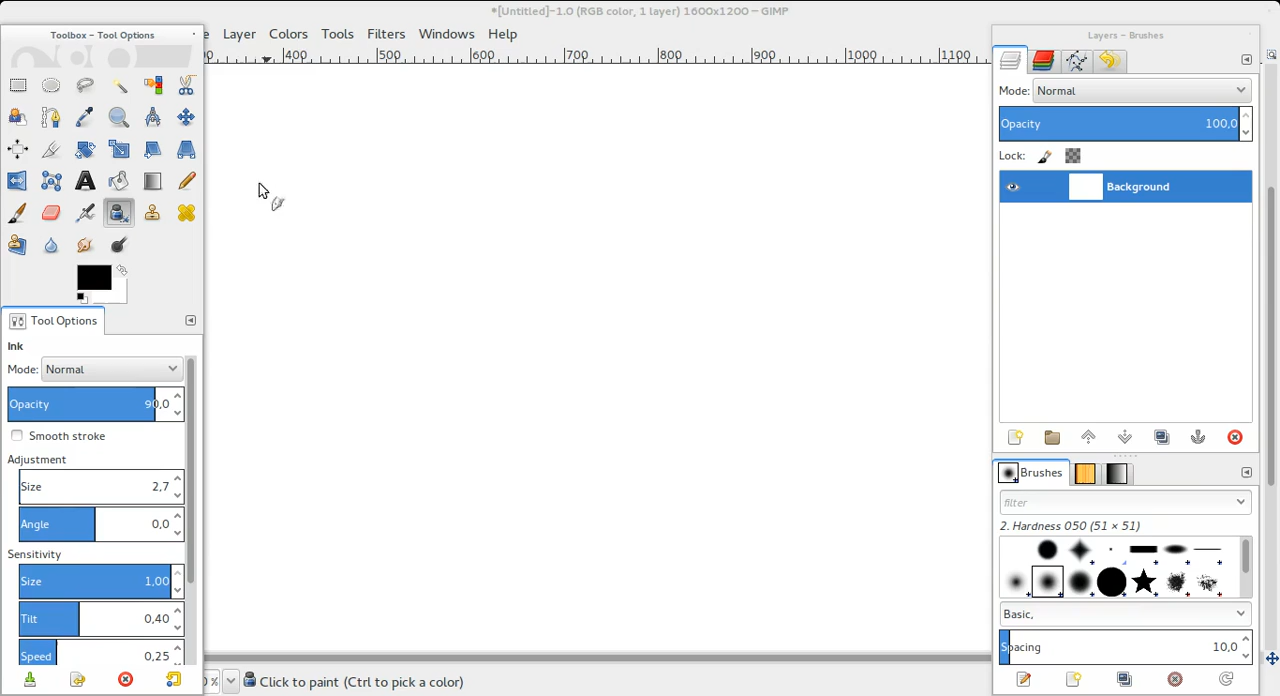 *[Untitled]-1.0 (RGB color, 1 layer) 1600x1200 – GIMP
Toolbox – Tool Options
Layer Colors Tools Filters Windows Help
400 500 600 700 800 900 1000 1100
Layers – Brushes
Mode: Normal
Opacity 100,0
Lock:
Background
Tool Options
Ink
Mode: Normal
Opacity 90,0
Smooth stroke
Adjustment
Size 2,7
Angle 0,0
Sensitivity
Size 1,00
Tilt 0,40
Speed 0,25
Brushes
filter
2. Hardness 050 (51 × 51)
Basic,
Spacing 10,0
% Click to paint (Ctrl to pick a color)